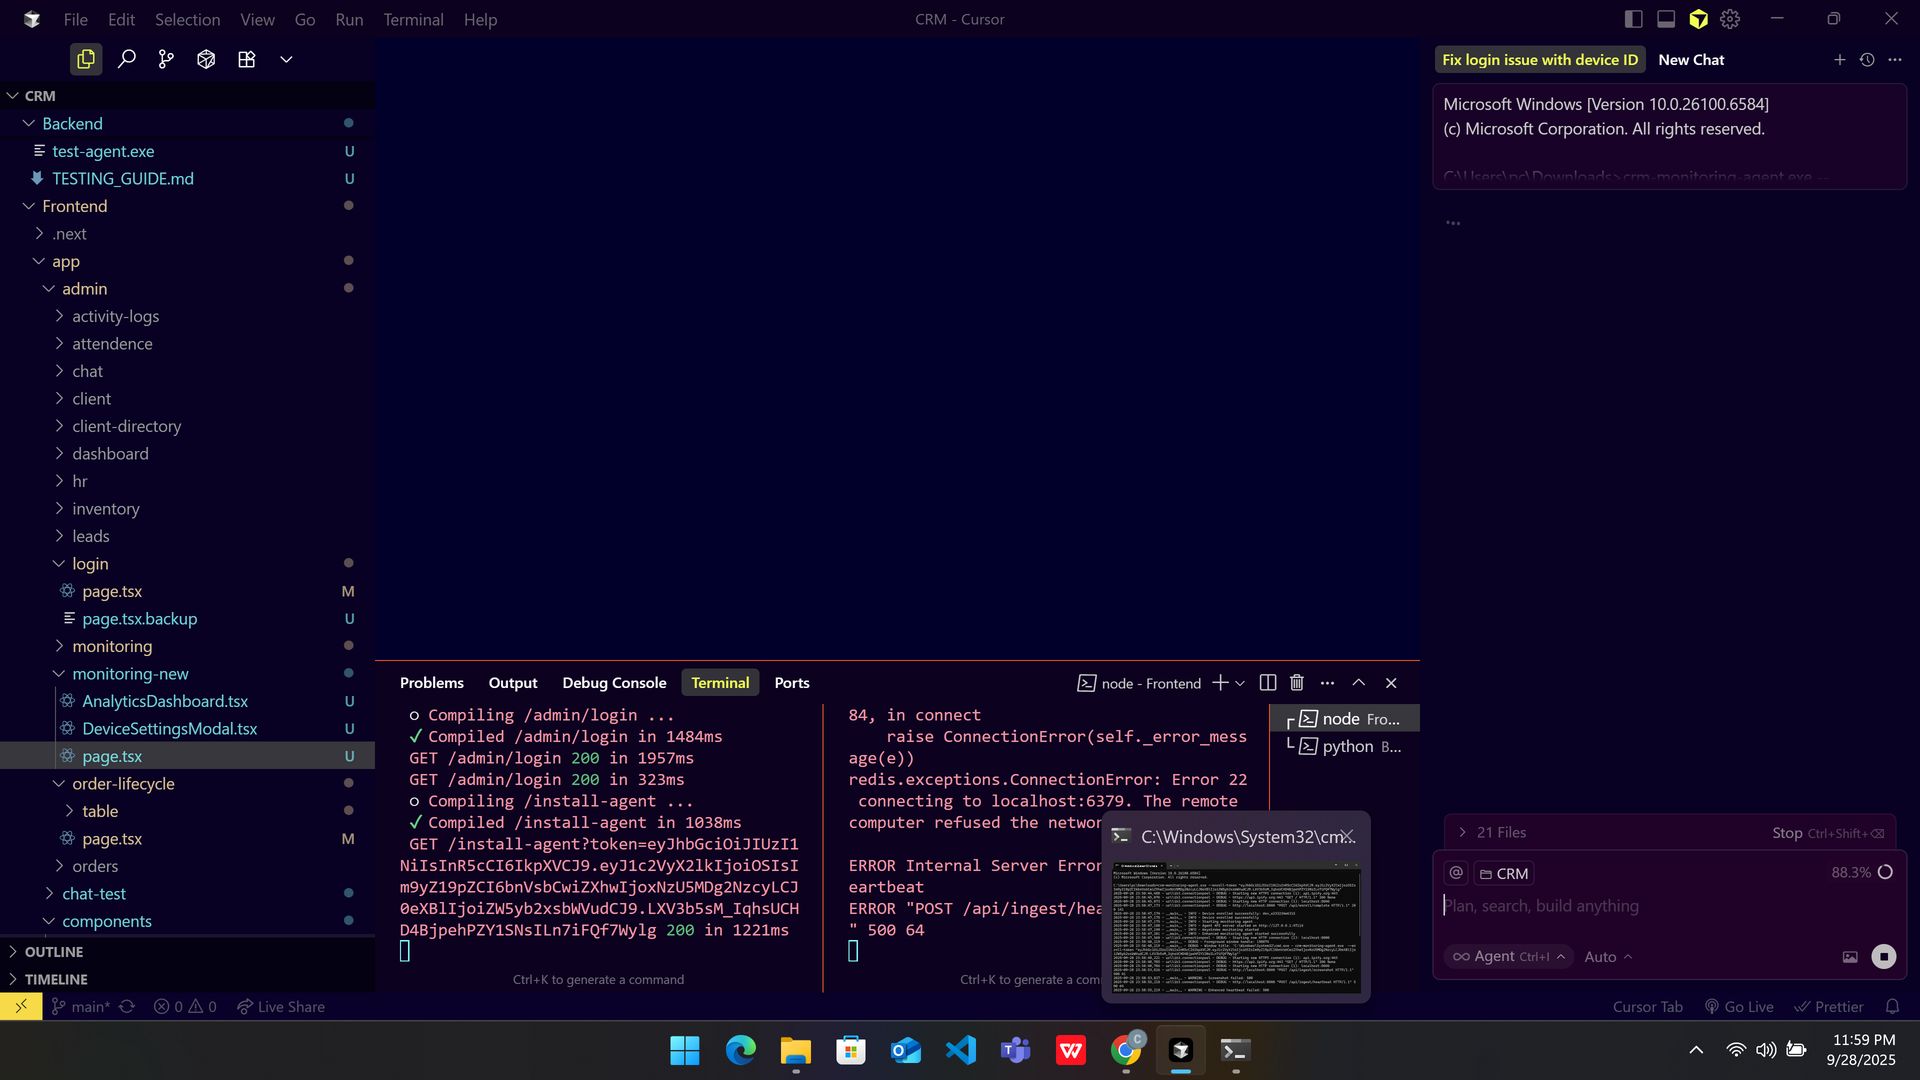 File Edit Selection View Go Run Terminal Help
CRM - Cursor
CRM
Backend
test-agent.exe U
TESTING_GUIDE.md U
Frontend
.next
app
admin
activity-logs
attendence
chat
client
client-directory
dashboard
hr
inventory
leads
login
page.tsx M
page.tsx.backup U
monitoring
monitoring-new
AnalyticsDashboard.tsx U
DeviceSettingsModal.tsx U
page.tsx U
order-lifecycle
table
page.tsx M
orders
chat-test
components
OUTLINE
TIMELINE
Problems Output Debug Console Terminal Ports
node - Frontend
o Compiling /admin/login ...
✓ Compiled /admin/login in 1484ms
GET /admin/login 200 in 1957ms
GET /admin/login 200 in 323ms
o Compiling /install-agent ...
✓ Compiled /install-agent in 1038ms
GET /install-agent?token=eyJhbGciOiJIUzI1
NiIsInR5cCI6IkpXVCJ9.eyJ1c2VyX2lkIjoiOSIsI
m9yZ19pZCI6bnVsbCwiZXhwIjoxNzU5MDg2NzcyLCJ
0eXBlIjoiZW5yb2xsbWVudCJ9.LXV3b5sM_IqhsUCH
D4BjpehPZY1SNsILn7iFQf7Wylg 200 in 1221ms
Ctrl+K to generate a command
84, in connect
raise ConnectionError(self._error_mess
age(e))
redis.exceptions.ConnectionError: Error 22
connecting to localhost:6379. The remote
computer refused the networ
ERROR Internal Server Erro
eartbeat
ERROR "POST /api/ingest/hea
" 500 64
Ctrl+K to generate a com
node Fro...
python B...
C:\Windows\System32\cm...
Fix login issue with device ID New Chat
Microsoft Windows [Version 10.0.26100.6584]
(c) Microsoft Corporation. All rights reserved.
C:\Users\pc\Downloads>crm-monitoring-agent.exe --
21 Files
Stop Ctrl+Shift+⌫
@ CRM 88.3%
Plan, search, build anything
∞ Agent Ctrl+I Auto
main* 0 0 Live Share
Cursor Tab Go Live Prettier
11:59 PM
9/28/2025